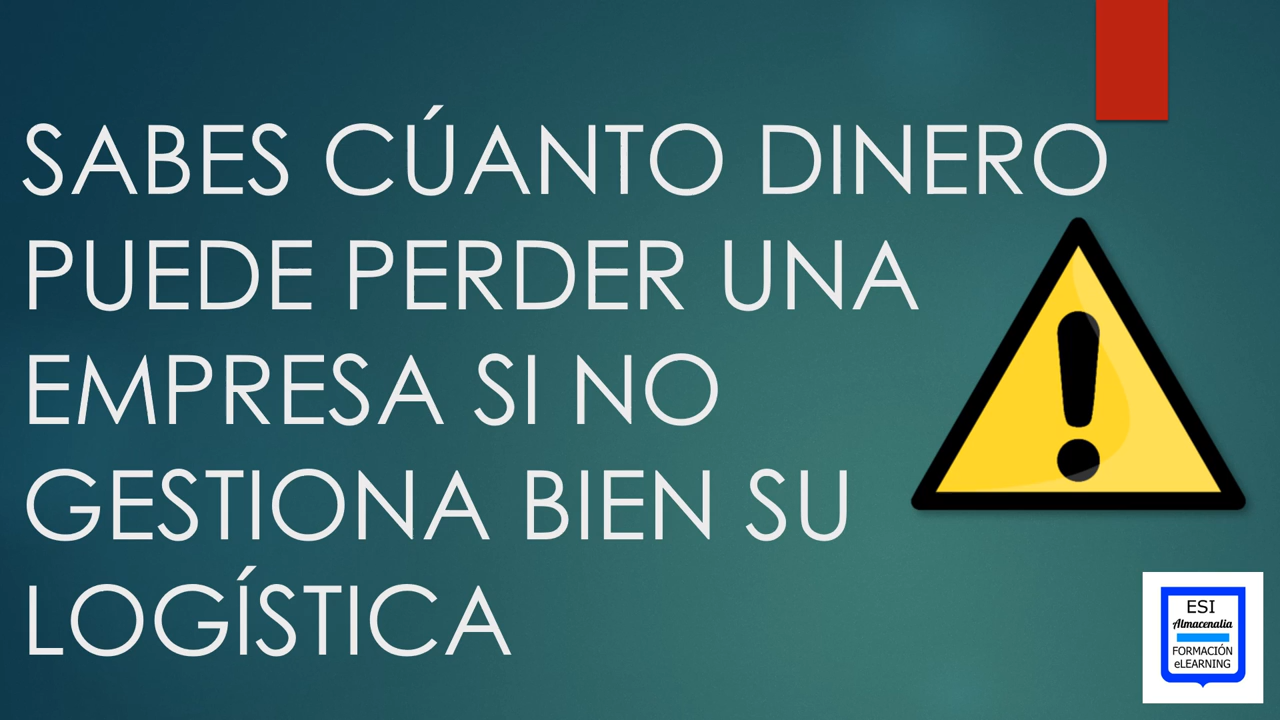 SABES CÚANTO DINERO
PUEDE PERDER UNA
EMPRESA SI NO
GESTIONA BIEN SU
LOGÍSTICA
ESI
Almacenalia
FORMACIÓN
eLEARNING